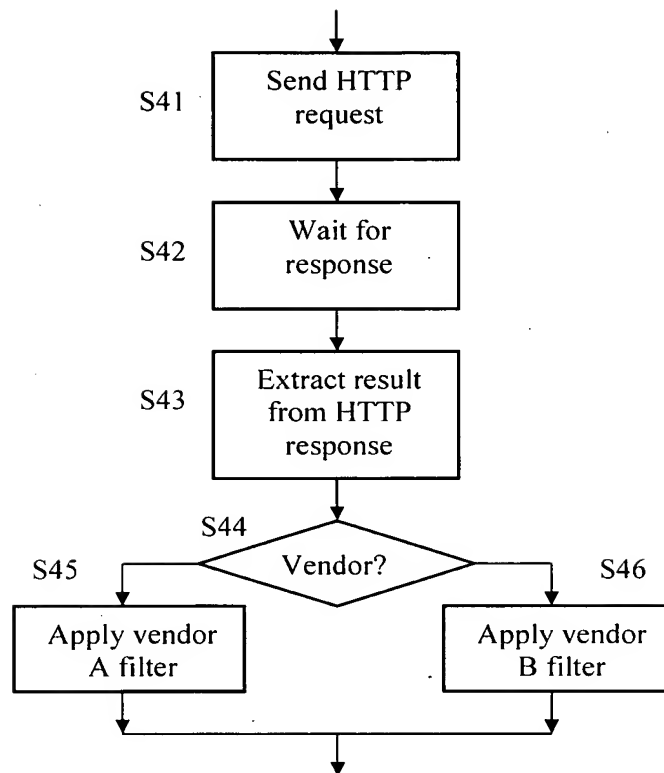 S41
Send HTTP
request
S42
Wait for
response
S43
Extract result
from HTTP
response
S44
Vendor?
S45
Apply vendor
A filter
S46
Apply vendor
B filter